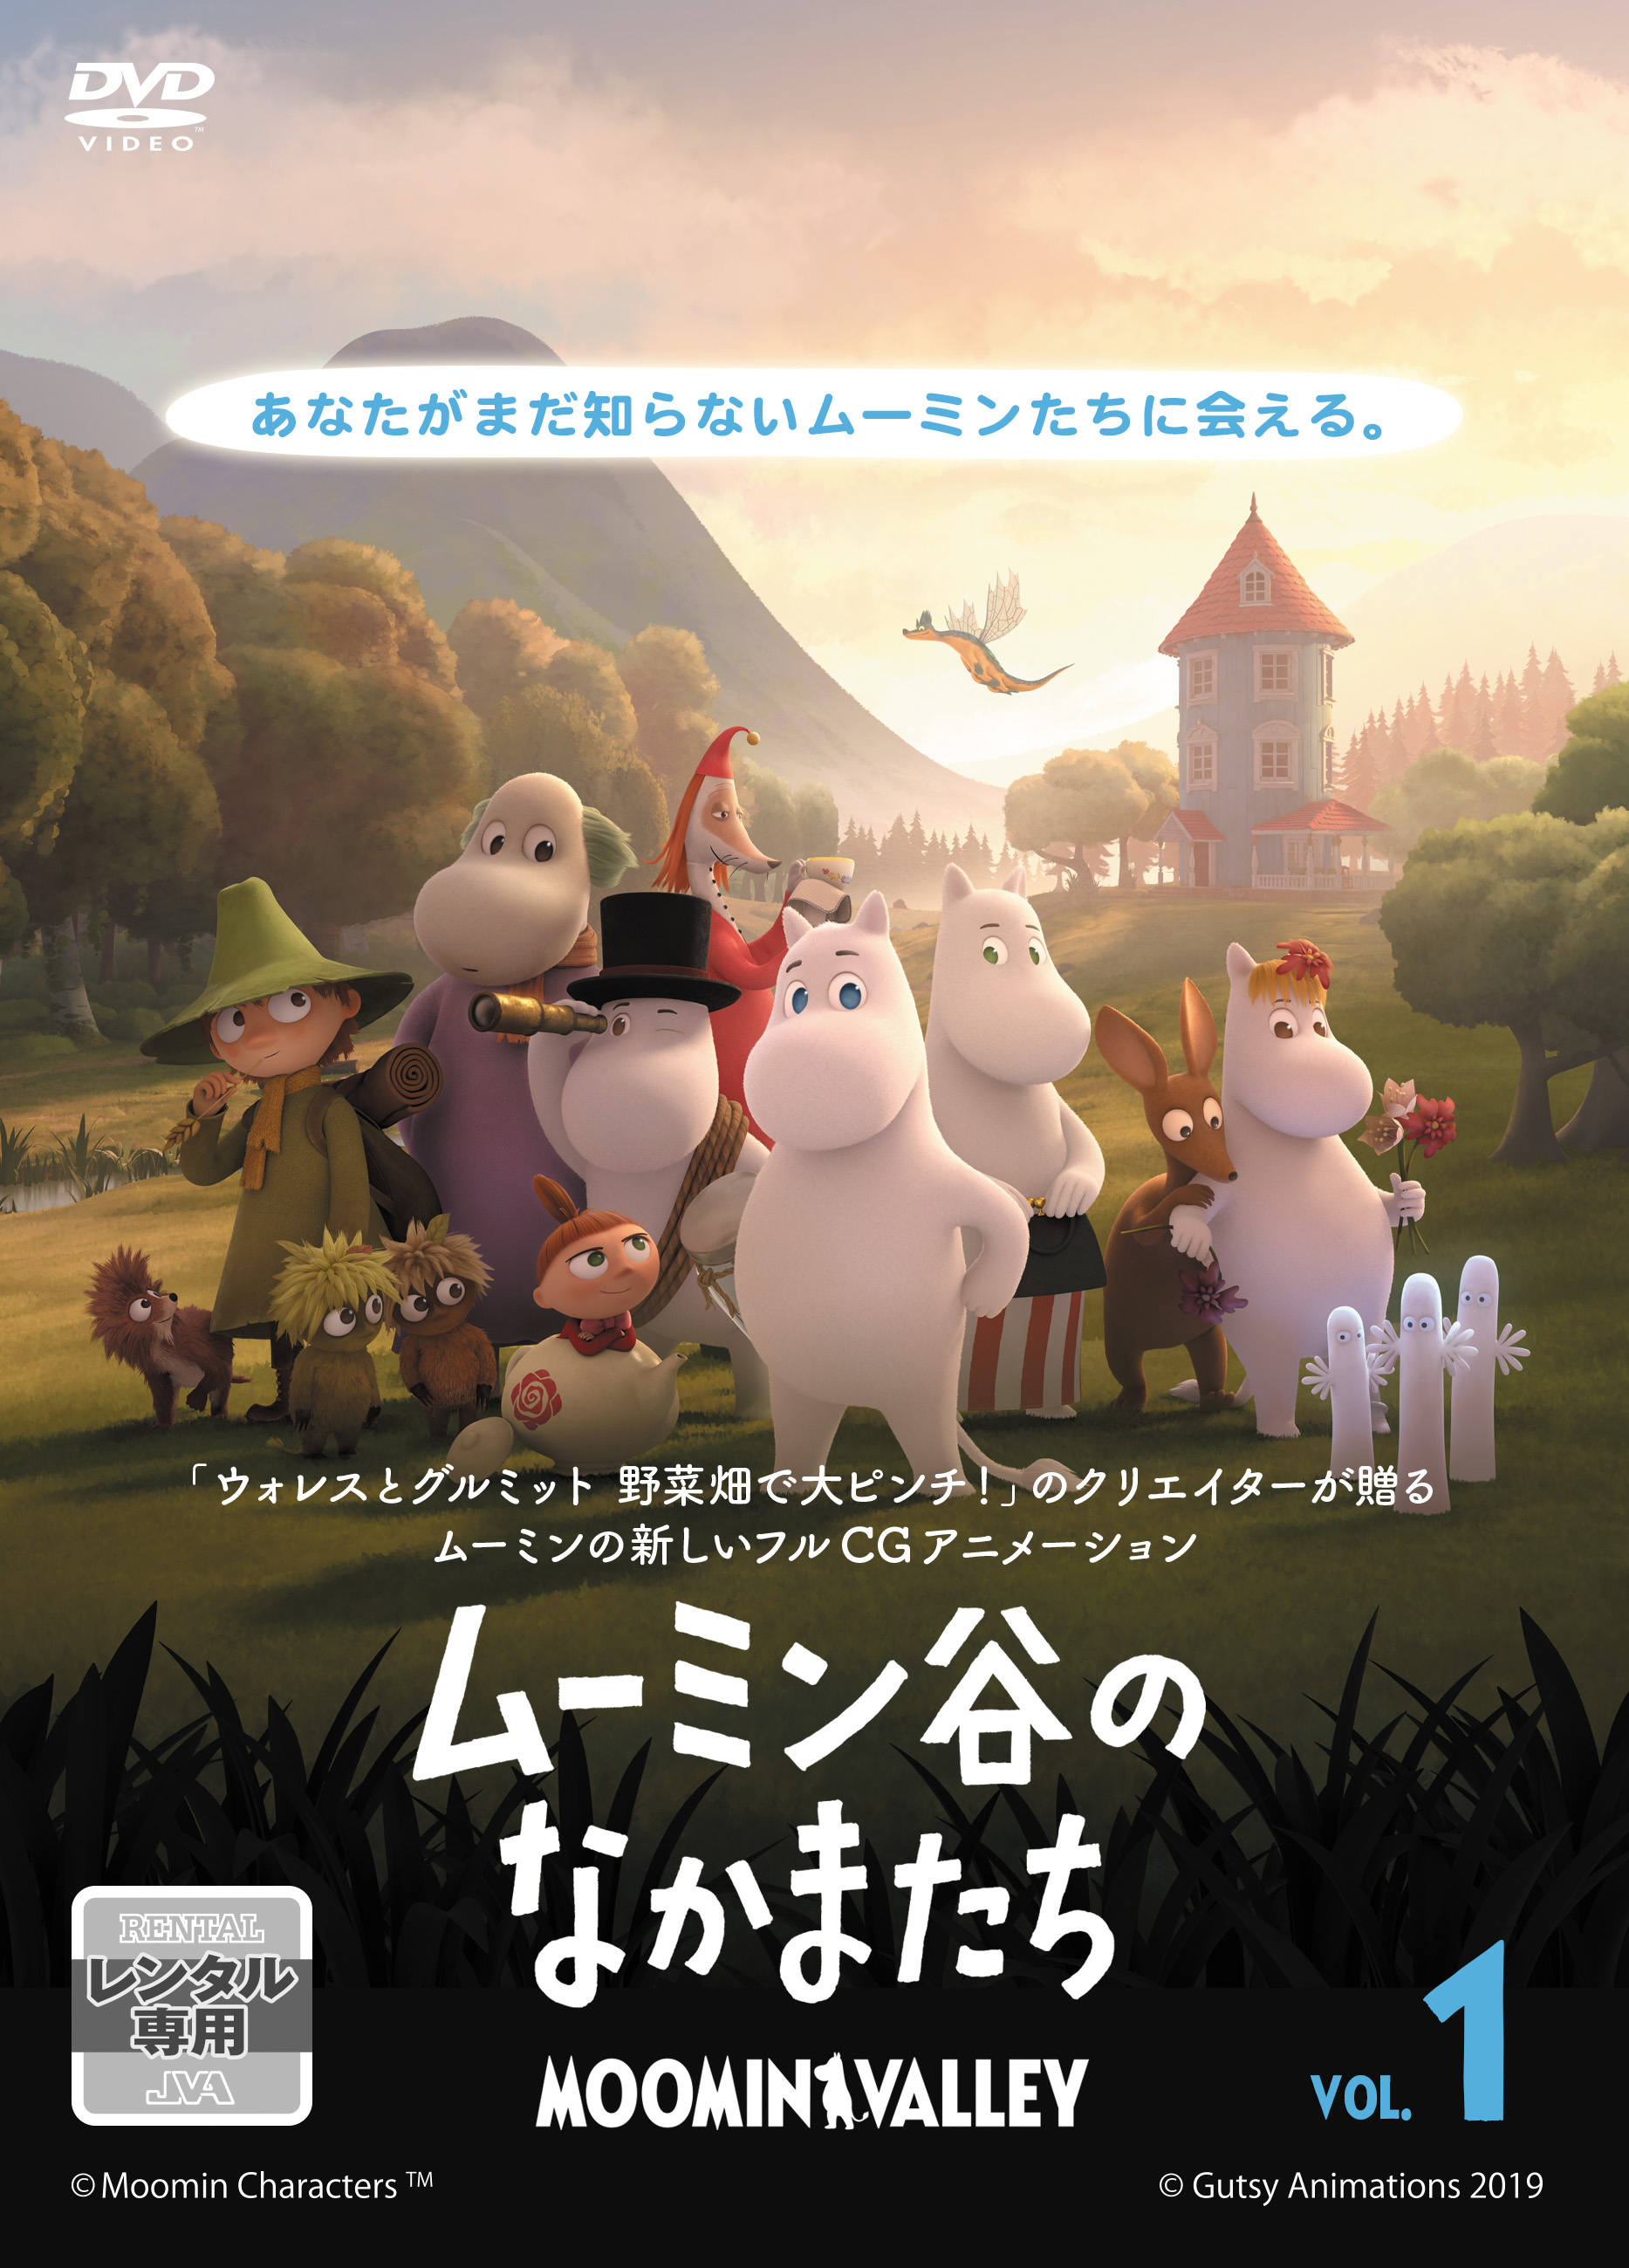 DVD
VIDEO™
あなたがまだ知らないムーミンたちに会える。
「ウォレスとグルミット 野菜畑で大ピンチ!」のクリエイターが贈る
ムーミンの新しいフルCGアニメーション
ムーミン谷の
なかまたち
RENTAL
レンタル
専用
JVA
MOOMINVALLEY
VOL.1
© Moomin Characters ™
© Gutsy Animations 2019